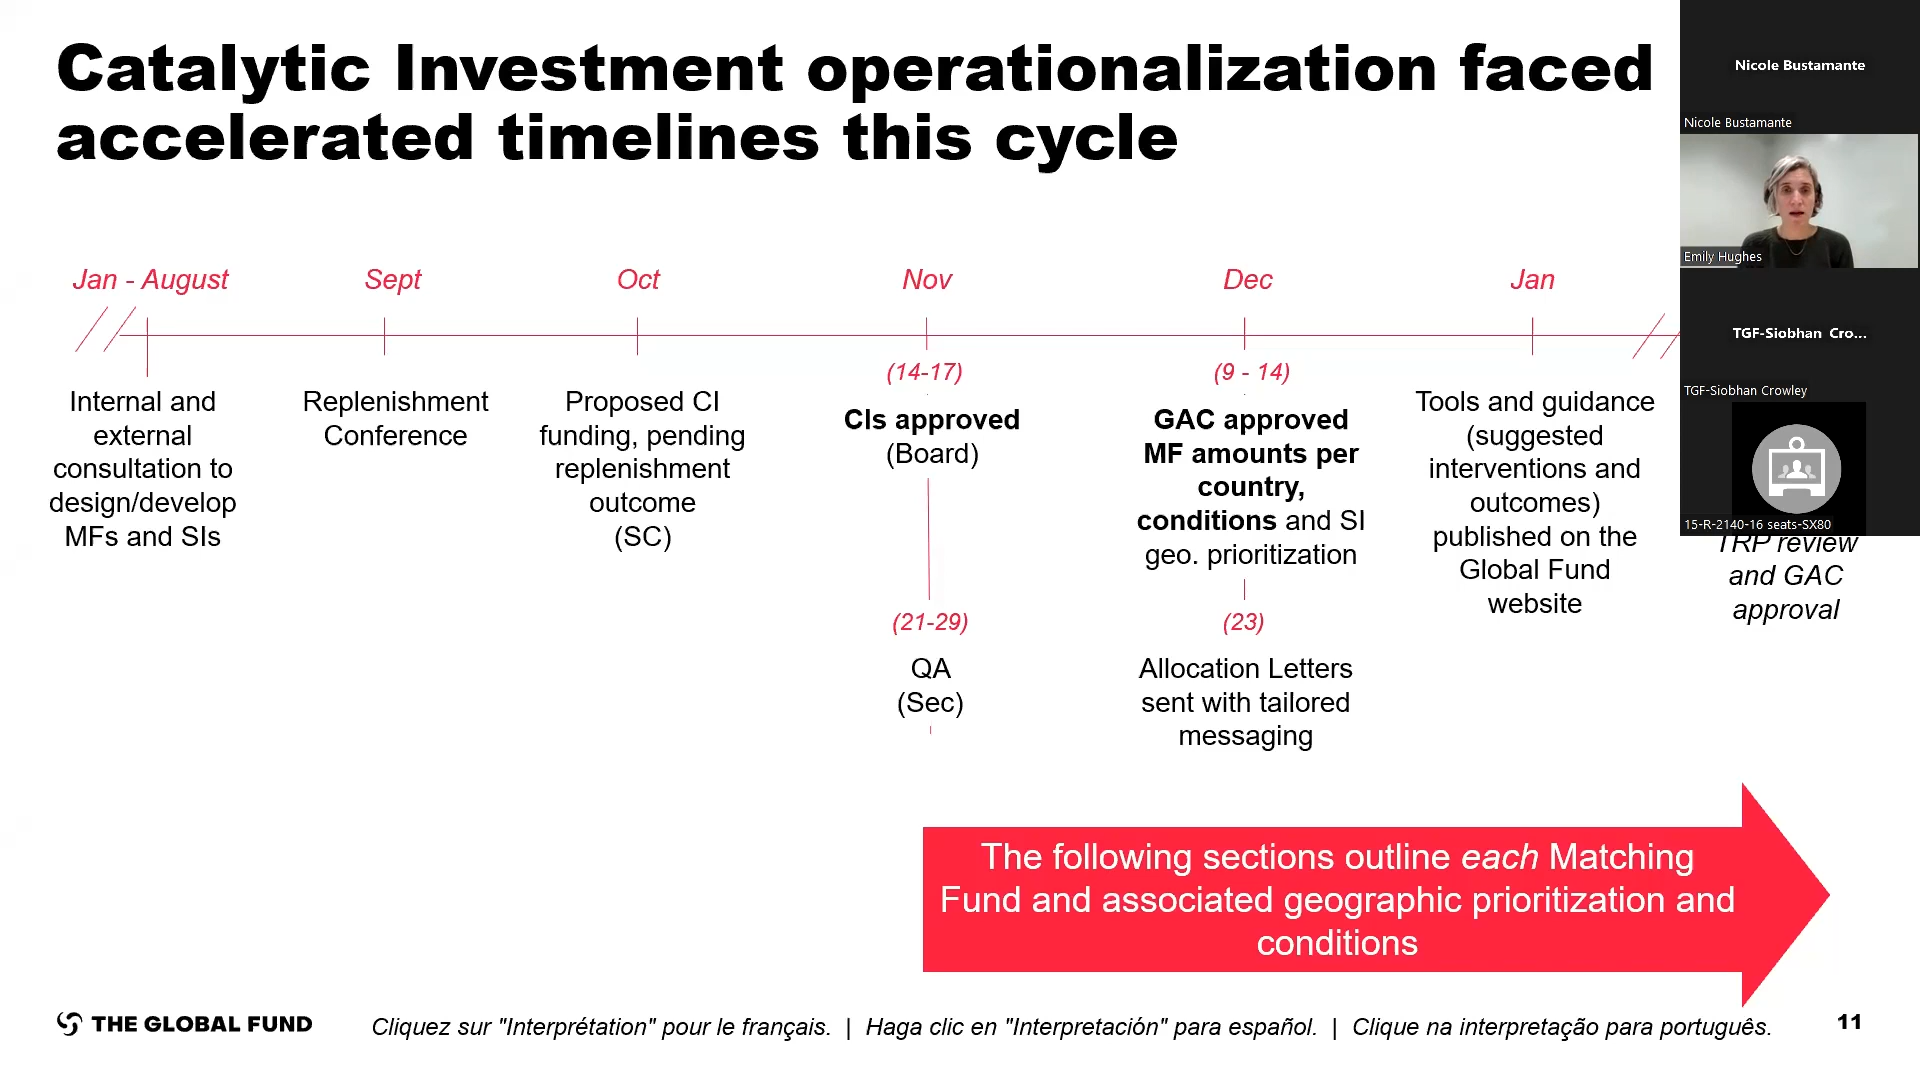 Catalytic Investment operationalization faced
accelerated timelines this cycle
Jan - August
Sept
Oct
Nov
Dec
Jan
Internal and
external
consultation to
design/develop
MFs and SIs
Replenishment
Conference
Proposed CI
funding, pending
replenishment
outcome
(SC)
(14-17)
CIs approved
(Board)
(21-29)
QA
(Sec)
(9 - 14)
GAC approved
MF amounts per
country,
conditions and SI
geo. prioritization
(23)
Allocation Letters
sent with tailored
messaging
Tools and guidance
(suggested
interventions and
outcomes)
published on the
Global Fund
website
TRP review
and GAC
approval
The following sections outline each Matching
Fund and associated geographic prioritization and
conditions
THE GLOBAL FUND
Cliquez sur "Interprétation" pour le français. | Haga clic en "Interpretación" para español. | Clique na interpretação para português.
11
Nicole Bustamante
Nicole Bustamante
Emily Hughes
TGF-Siobhan Cro...
TGF-Siobhan Crowley
15-R-2140-16 seats-SX80